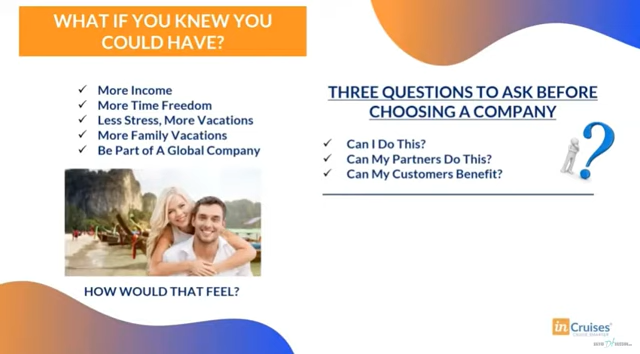 WHAT IF YOU KNEW YOU
COULD HAVE?
✓ More Income
✓ More Time Freedom
✓ Less Stress, More Vacations
✓ More Family Vacations
✓ Be Part of A Global Company
HOW WOULD THAT FEEL?
THREE QUESTIONS TO ASK BEFORE
CHOOSING A COMPANY
✓ Can I Do This?
✓ Can My Partners Do This?
✓ Can My Customers Benefit?
?
inCruises®